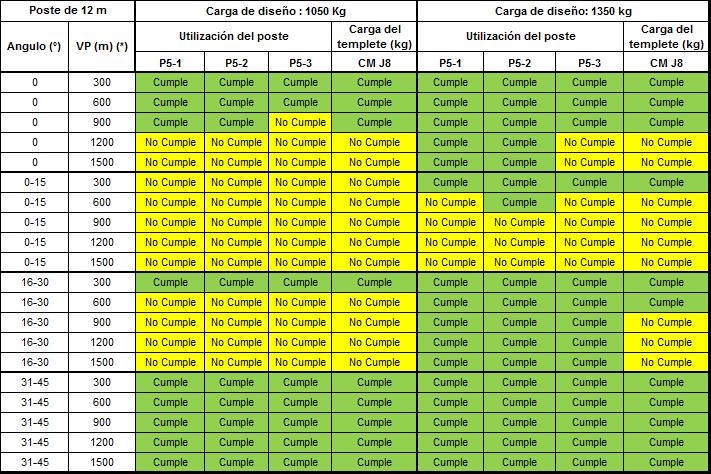 Poste de 12 m Carga de diseño : 1050 Kg Carga de diseño: 1350 kg
Angulo (°) VP (m) (*) Utilización del poste Carga del templete (kg) Utilización del poste Carga del templete (kg)
P5-1 P5-2 P5-3 CM J8 P5-1 P5-2 P5-3 CM J8
0 300 Cumple Cumple Cumple Cumple Cumple Cumple Cumple Cumple
0 600 Cumple Cumple Cumple Cumple Cumple Cumple Cumple Cumple
0 900 Cumple Cumple No Cumple Cumple Cumple Cumple Cumple Cumple
0 1200 No Cumple No Cumple No Cumple No Cumple Cumple Cumple No Cumple No Cumple
0 1500 No Cumple No Cumple No Cumple No Cumple Cumple Cumple No Cumple No Cumple
0-15 300 No Cumple No Cumple No Cumple No Cumple Cumple Cumple Cumple Cumple
0-15 600 No Cumple No Cumple No Cumple No Cumple No Cumple Cumple No Cumple No Cumple
0-15 900 No Cumple No Cumple No Cumple No Cumple No Cumple No Cumple No Cumple No Cumple
0-15 1200 No Cumple No Cumple No Cumple No Cumple No Cumple No Cumple No Cumple No Cumple
0-15 1500 No Cumple No Cumple No Cumple No Cumple No Cumple No Cumple No Cumple No Cumple
16-30 300 Cumple Cumple Cumple Cumple Cumple Cumple Cumple Cumple
16-30 600 No Cumple No Cumple No Cumple No Cumple Cumple Cumple Cumple Cumple
16-30 900 No Cumple No Cumple No Cumple No Cumple Cumple Cumple Cumple No Cumple
16-30 1200 No Cumple No Cumple No Cumple No Cumple Cumple Cumple Cumple No Cumple
16-30 1500 No Cumple No Cumple No Cumple No Cumple Cumple Cumple Cumple No Cumple
31-45 300 Cumple Cumple Cumple Cumple Cumple Cumple Cumple Cumple
31-45 600 Cumple Cumple Cumple Cumple Cumple Cumple Cumple Cumple
31-45 900 Cumple Cumple Cumple Cumple Cumple Cumple Cumple Cumple
31-45 1200 Cumple Cumple Cumple Cumple Cumple Cumple Cumple Cumple
31-45 1500 Cumple Cumple Cumple Cumple Cumple Cumple Cumple Cumple